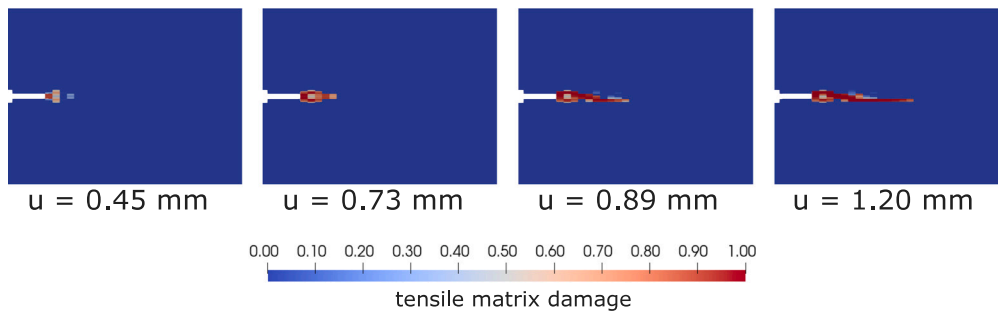 u = 0.45 mm u = 0.73 mm u = 0.89 mm u = 1.20 mm
0.00 0.10 0.20 0.30 0.40 0.50 0.60 0.70 0.80 0.90 1.00
tensile matrix damage